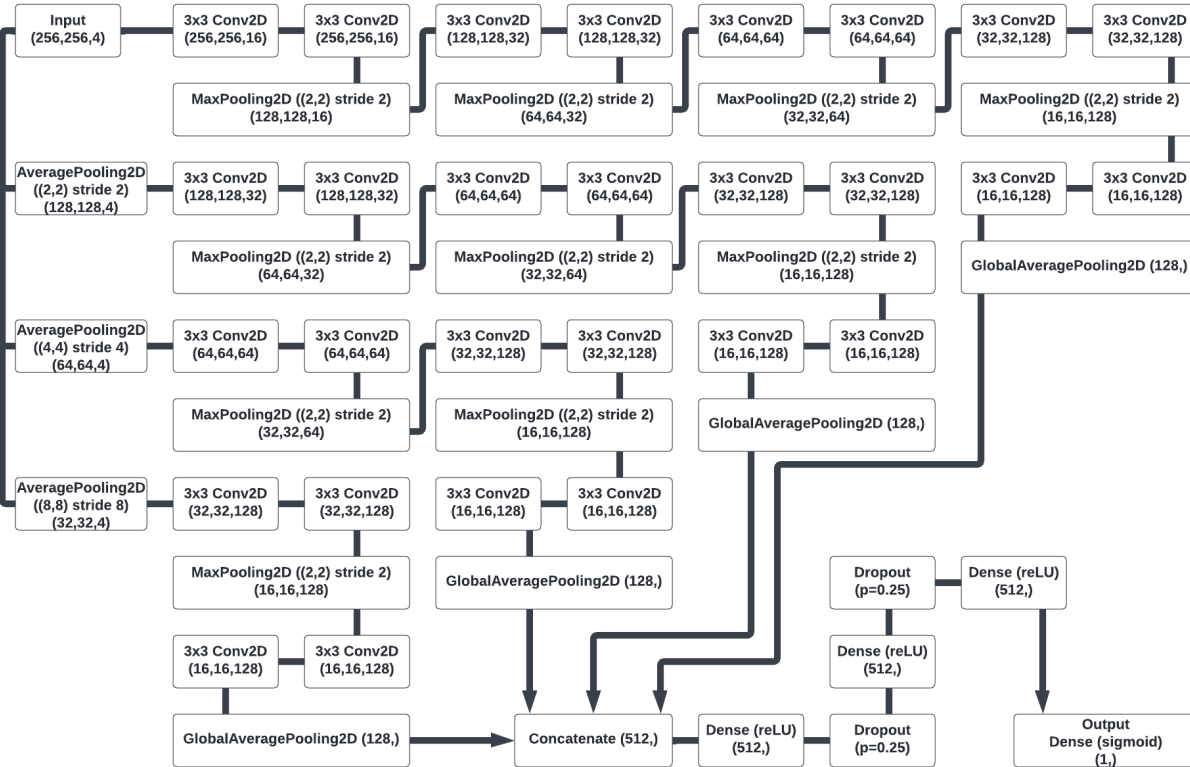 Input
(256,256,4)
3x3 Conv2D
(256,256,16)
3x3 Conv2D
(256,256,16)
3x3 Conv2D
(128,128,32)
3x3 Conv2D
(128,128,32)
3x3 Conv2D
(64,64,64)
3x3 Conv2D
(64,64,64)
3x3 Conv2D
(32,32,128)
3x3 Conv2D
(32,32,128)
MaxPooling2D ((2,2) stride 2)
(128,128,16)
MaxPooling2D ((2,2) stride 2)
(64,64,32)
MaxPooling2D ((2,2) stride 2)
(32,32,64)
MaxPooling2D ((2,2) stride 2)
(16,16,128)
AveragePooling2D
((2,2) stride 2)
(128,128,4)
3x3 Conv2D
(128,128,32)
3x3 Conv2D
(128,128,32)
3x3 Conv2D
(64,64,64)
3x3 Conv2D
(64,64,64)
3x3 Conv2D
(32,32,128)
3x3 Conv2D
(32,32,128)
3x3 Conv2D
(16,16,128)
3x3 Conv2D
(16,16,128)
MaxPooling2D ((2,2) stride 2)
(64,64,32)
MaxPooling2D ((2,2) stride 2)
(32,32,64)
MaxPooling2D ((2,2) stride 2)
(16,16,128)
GlobalAveragePooling2D (128,)
AveragePooling2D
((4,4) stride 4)
(64,64,4)
3x3 Conv2D
(64,64,64)
3x3 Conv2D
(64,64,64)
3x3 Conv2D
(32,32,128)
3x3 Conv2D
(32,32,128)
3x3 Conv2D
(16,16,128)
3x3 Conv2D
(16,16,128)
MaxPooling2D ((2,2) stride 2)
(32,32,64)
MaxPooling2D ((2,2) stride 2)
(16,16,128)
GlobalAveragePooling2D (128,)
AveragePooling2D
((8,8) stride 8)
(32,32,4)
3x3 Conv2D
(32,32,128)
3x3 Conv2D
(32,32,128)
3x3 Conv2D
(16,16,128)
3x3 Conv2D
(16,16,128)
MaxPooling2D ((2,2) stride 2)
(16,16,128)
GlobalAveragePooling2D (128,)
Dropout
(p=0.25)
Dense (reLU)
(512,)
3x3 Conv2D
(16,16,128)
3x3 Conv2D
(16,16,128)
Dense (reLU)
(512,)
GlobalAveragePooling2D (128,)
Concatenate (512,)
Dense (reLU)
(512,)
Dropout
(p=0.25)
Output
Dense (sigmoid)
(1,)